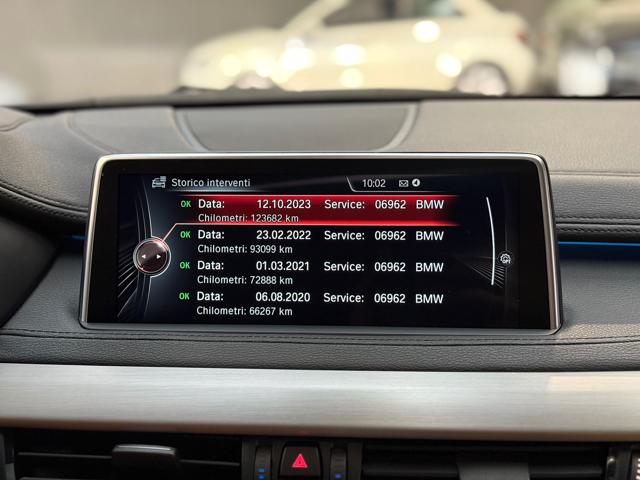 Storico interventi 10:02
OK Data: 12.10.2023 Service: 06962 BMW
Chilometri: 123682 km
OK Data: 23.02.2022 Service: 06962 BMW
Chilometri: 93099 km
OK Data: 01.03.2021 Service: 06962 BMW
Chilometri: 72888 km
OK Data: 06.08.2020 Service: 06962 BMW
Chilometri: 66267 km